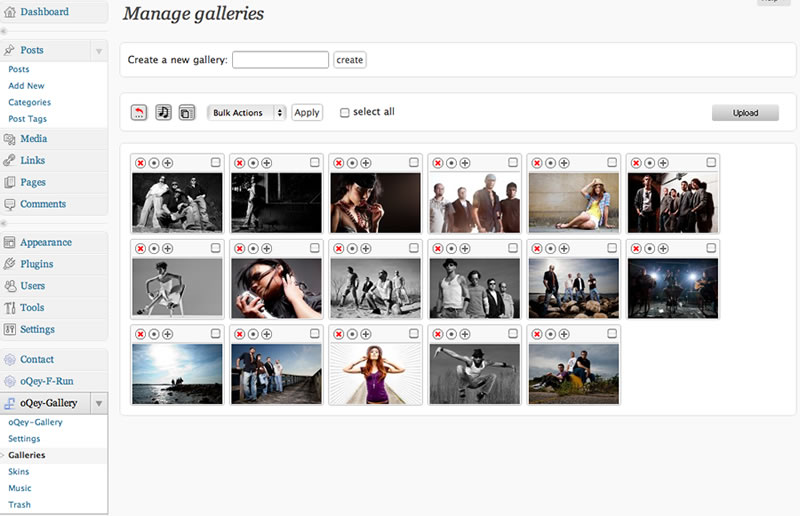 Dashboard
Posts
Posts
Add New
Categories
Post Tags
Media
Links
Pages
Comments
Appearance
Plugins
Users
Tools
Settings
Contact
oQey-F-Run
oQey-Gallery
oQey-Gallery
Settings
Galleries
Skins
Music
Trash
Manage galleries
Create a new gallery: create
Bulk Actions Apply select all Upload